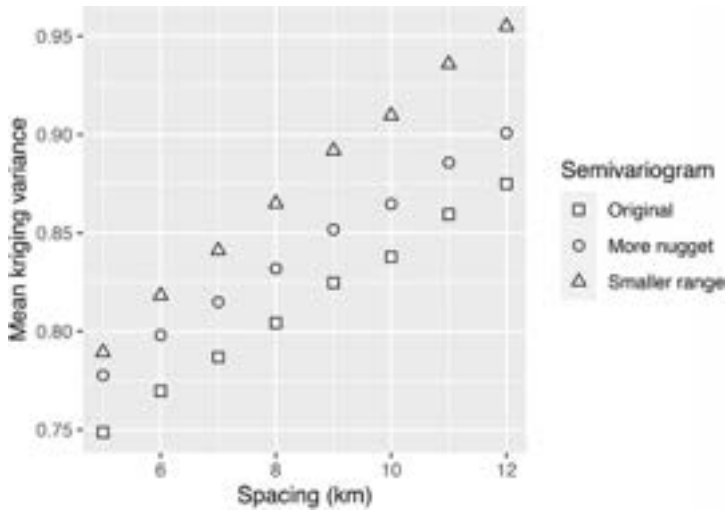 0.95
0.90
0.85
0.80
0.75
Mean kriging variance
6 8 10 12
Spacing (km)
Semivariogram
Original
More nugget
Smaller range